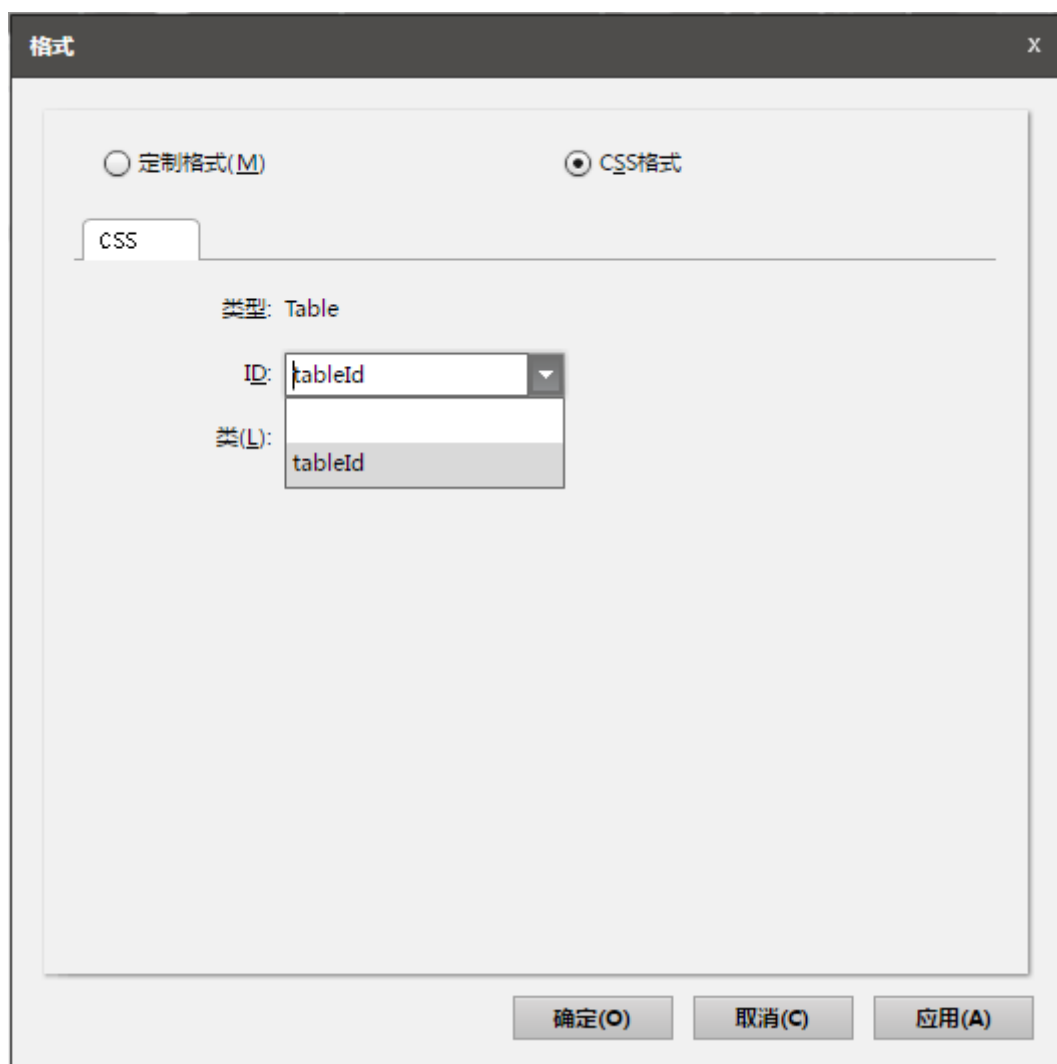 格式 x
定制格式(M) CSS格式
CSS
类型: Table
ID: tableId
类(L):
tableId
确定(O) 取消(C) 应用(A)